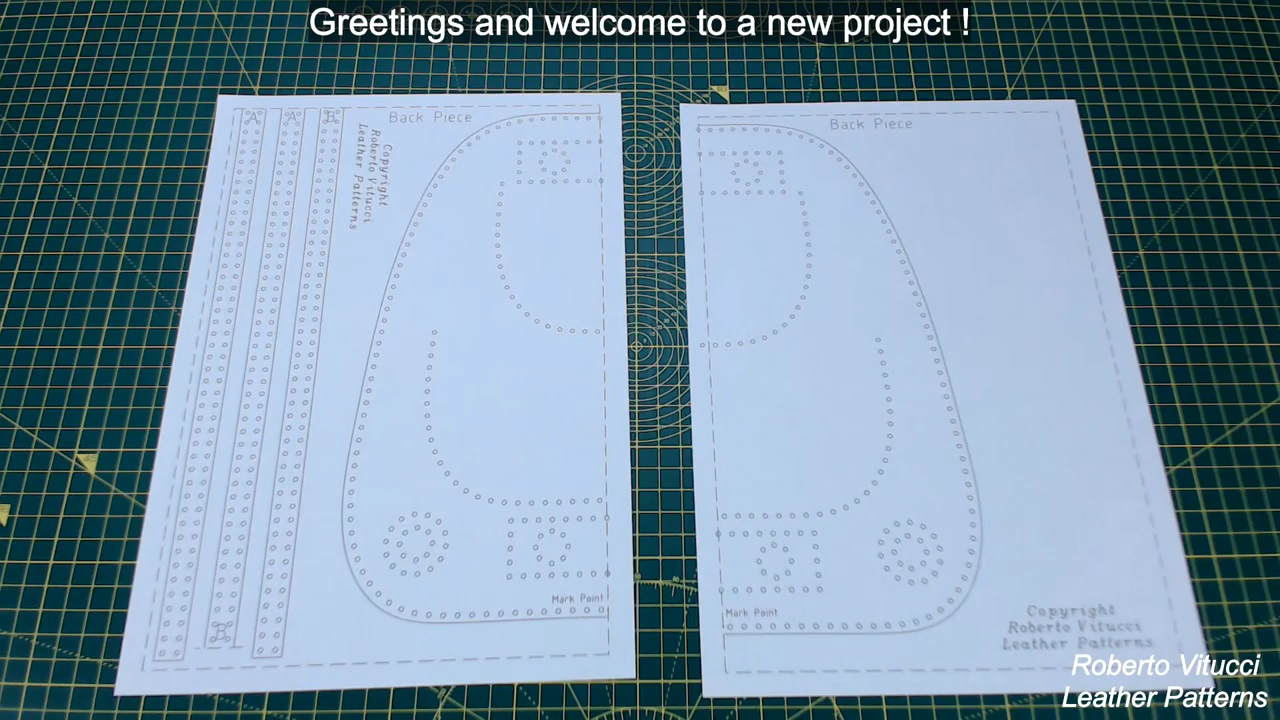 Greetings and welcome to a new project !
A
A
B
Back Piece
Copyright
Roberto Vitucci
Leather Patterns
Mark Point
B
Back Piece
Mark Point
Copyright
Roberto Vitucci
Leather Patterns
Roberto Vitucci
Leather Patterns